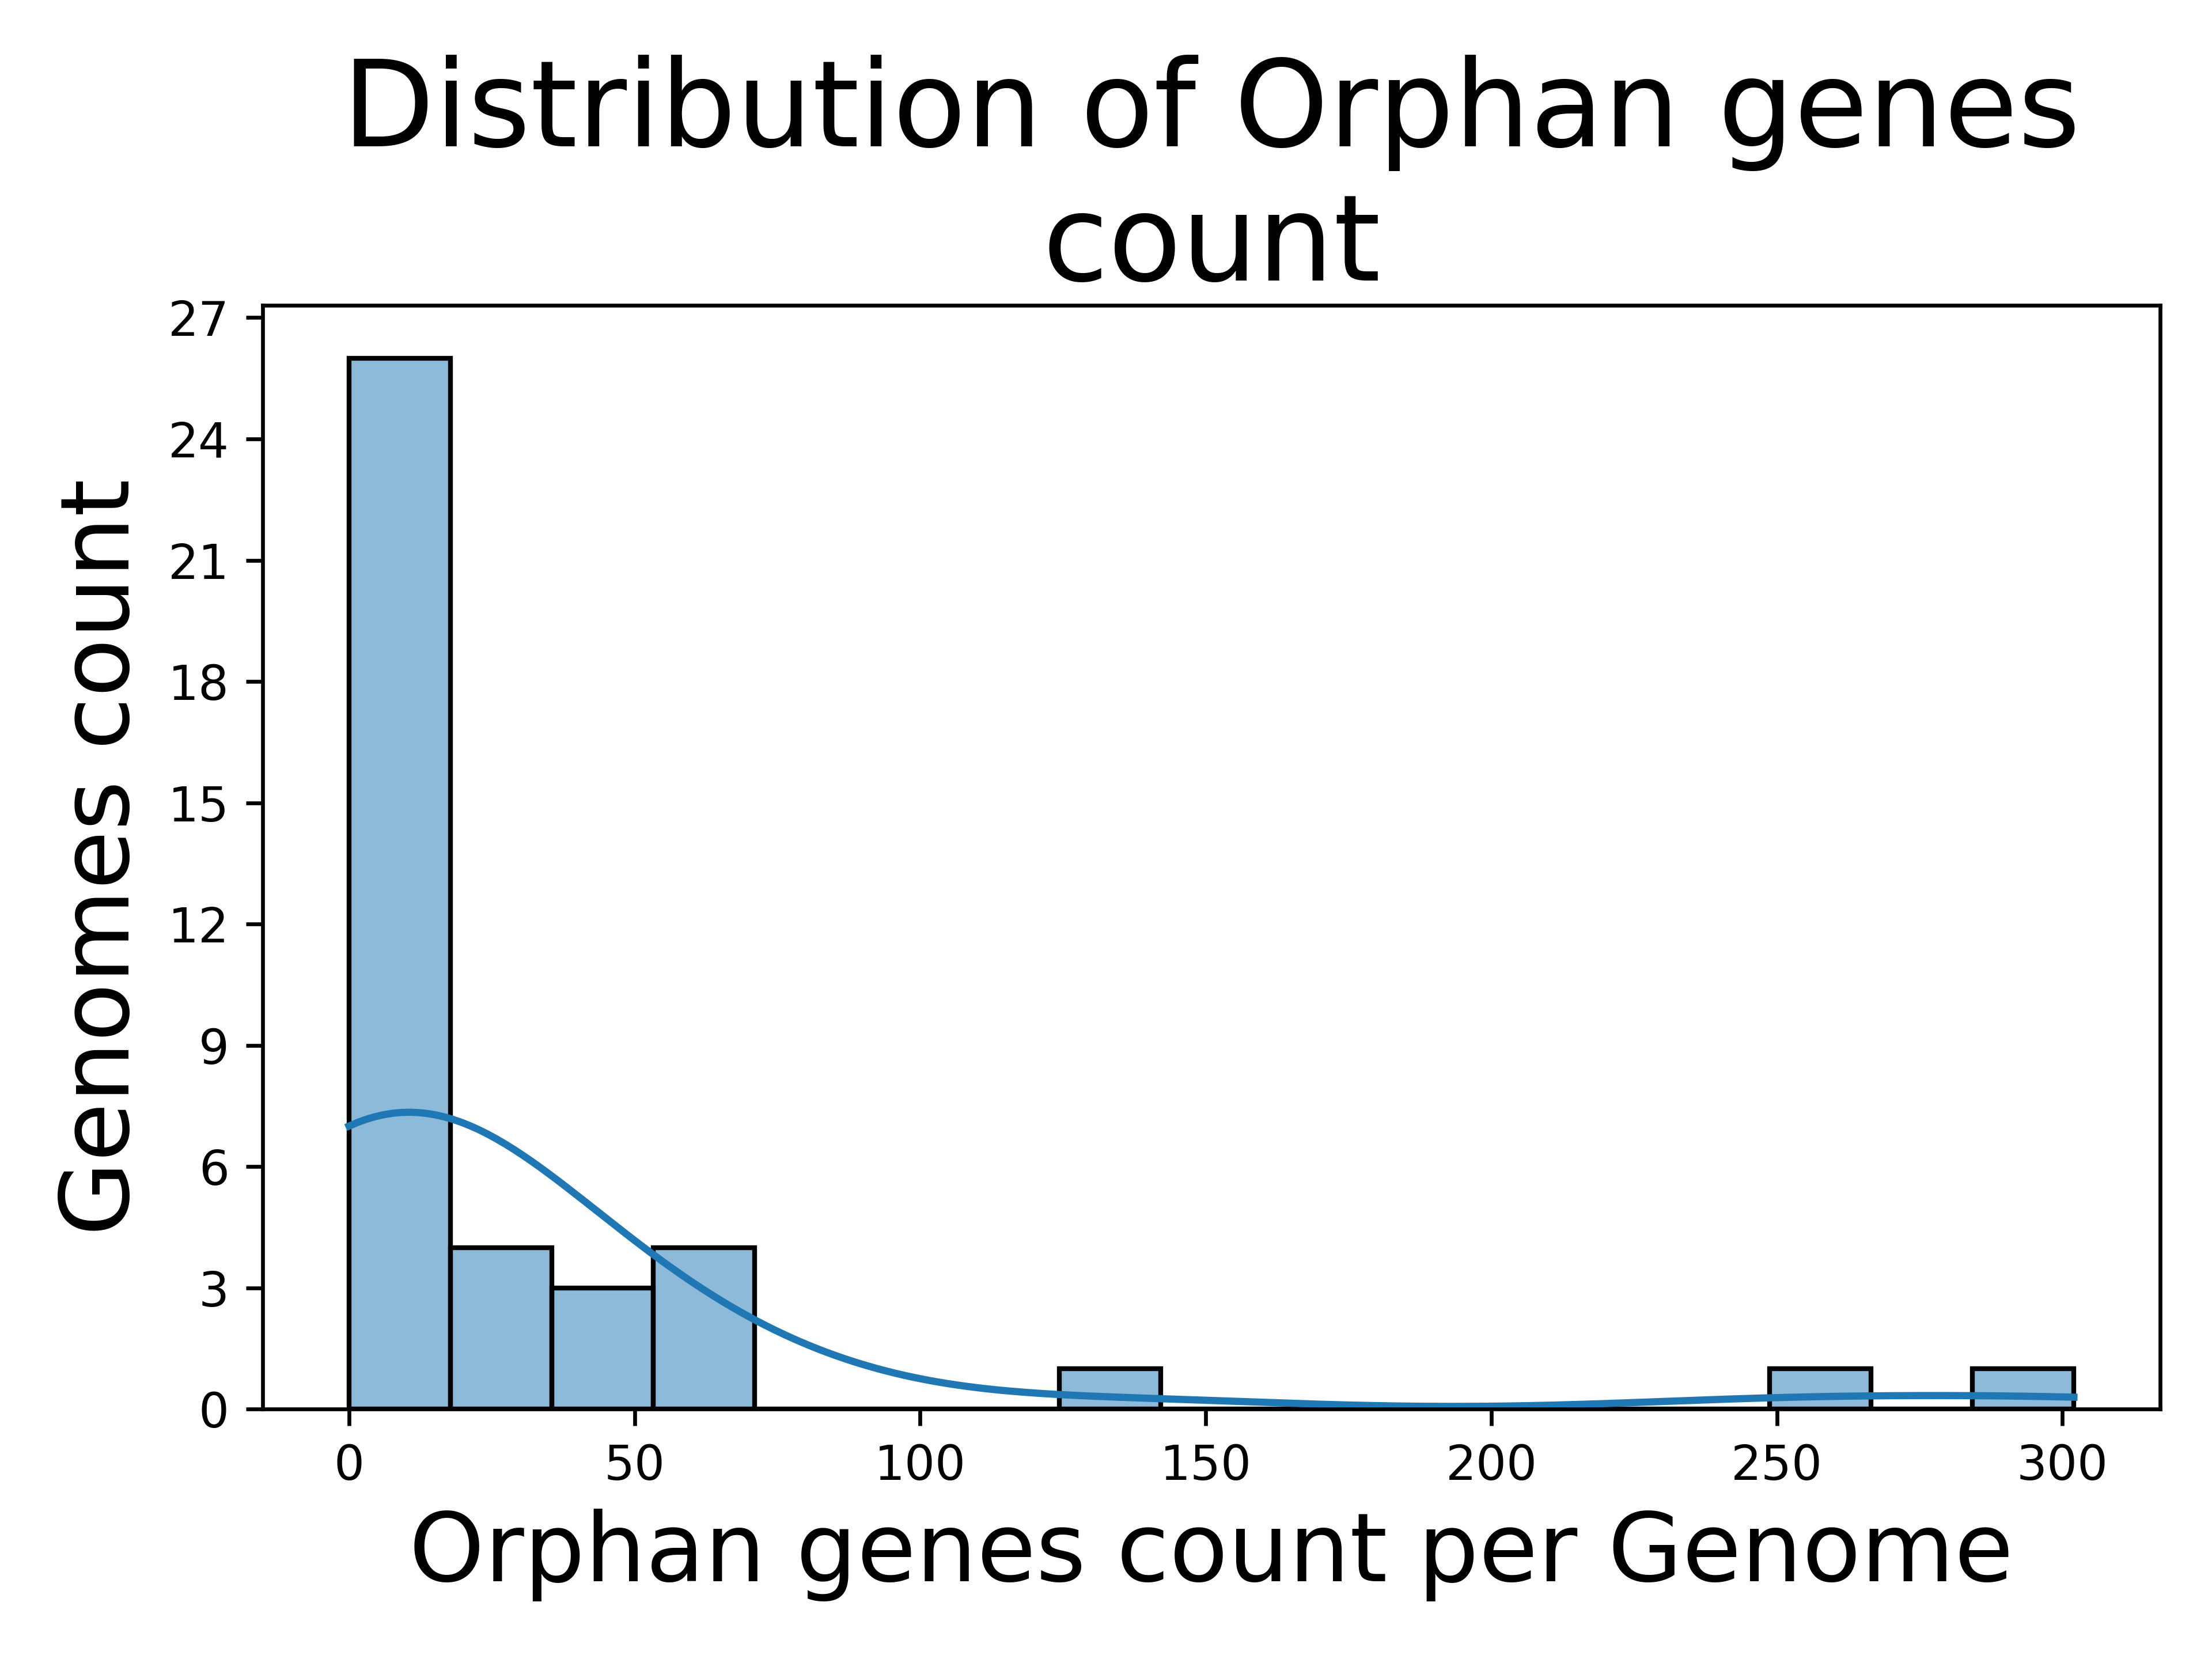 Distribution of Orphan genes
count
27
24
21
18
15
12
9
6
3
0
Genomes count
0 50 100 150 200 250 300
Orphan genes count per Genome